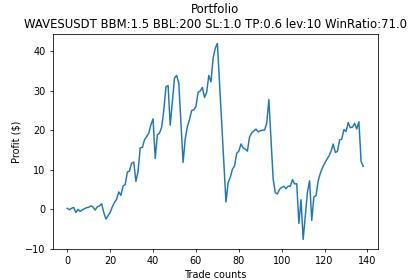 Portfolio
WAVESUSDT BBM:1.5 BBL:200 SL:1.0 TP:0.6 lev:10 WinRatio:71.0
40
30
20
10
0
−10
Profit ($)
0 20 40 60 80 100 120 140
Trade counts